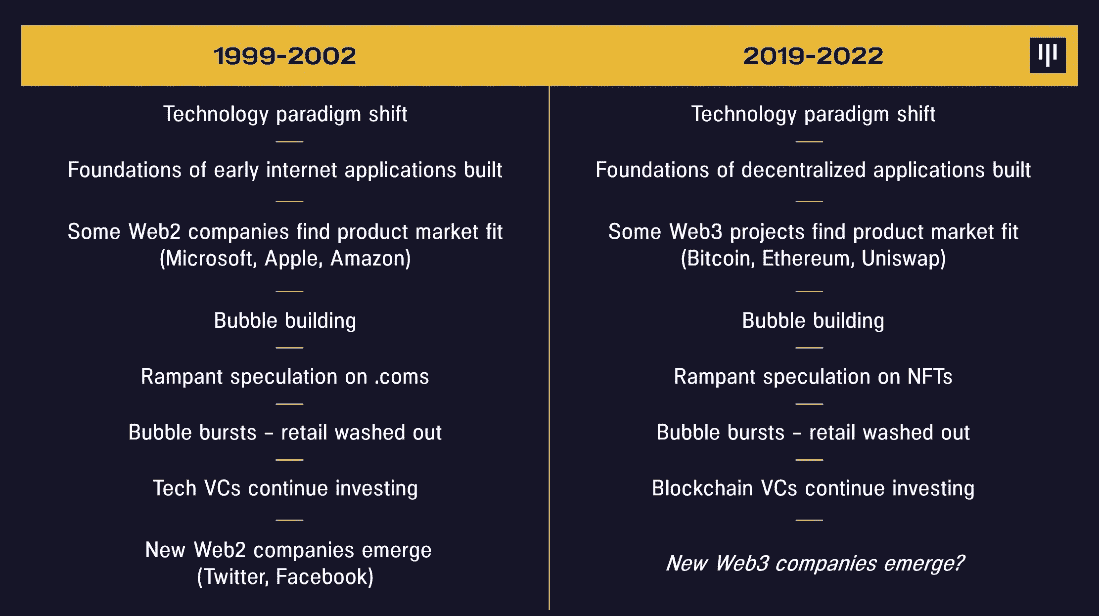 1999-2002
Technology paradigm shift
Foundations of early internet applications built
Some Web2 companies find product market fit
(Microsoft, Apple, Amazon)
Bubble building
Rampant speculation on .coms
Bubble bursts – retail washed out
Tech VCs continue investing
New Web2 companies emerge
(Twitter, Facebook)
2019-2022
Technology paradigm shift
Foundations of decentralized applications built
Some Web3 projects find product market fit
(Bitcoin, Ethereum, Uniswap)
Bubble building
Rampant speculation on NFTs
Bubble bursts – retail washed out
Blockchain VCs continue investing
New Web3 companies emerge?